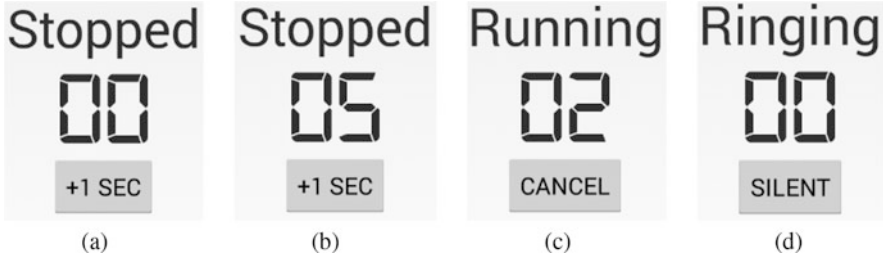 Stopped Stopped Running Ringing
00 05 02 00
+1 SEC +1 SEC CANCEL SILENT
(a) (b) (c) (d)